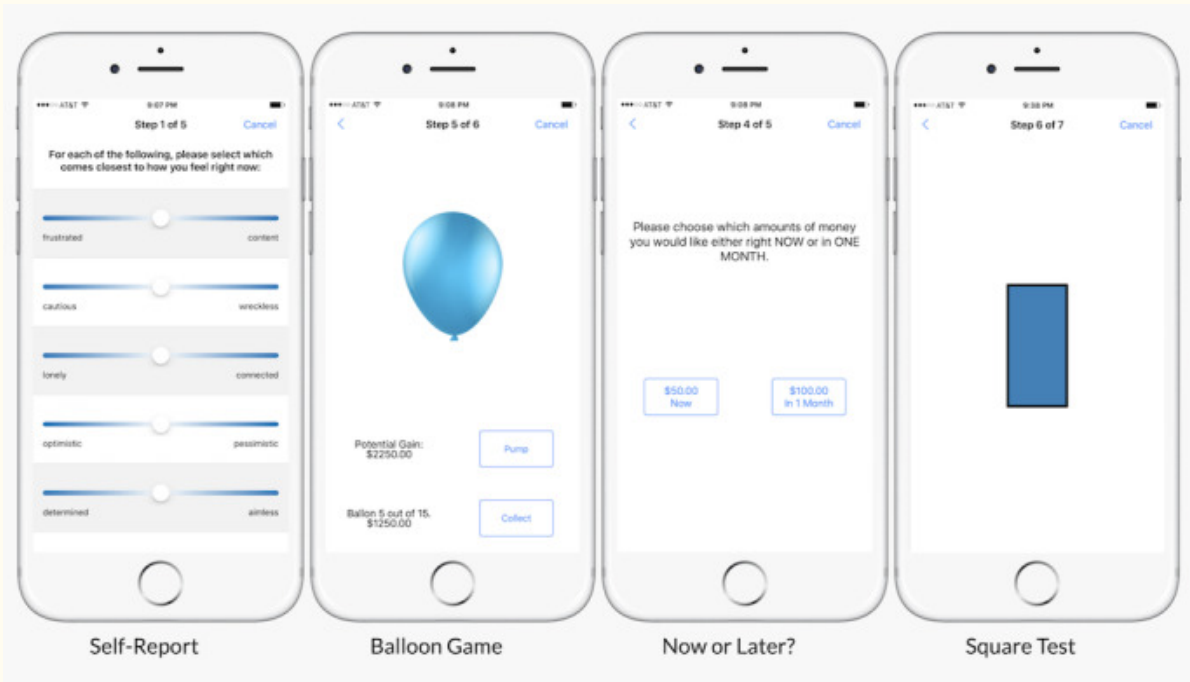 AT&T 9:07 PM
Step 1 of 5 Cancel
For each of the following, please select which
comes closest to how you feel right now:
frustrated content
cautious wreckless
lonely connected
optimistic pessimistic
determined aimless
Self-Report
AT&T 9:08 PM
Step 5 of 6 Cancel
Potential Gain:
$2250.00
Pump
Ballon 5 out of 15.
$1250.00
Collect
Balloon Game
AT&T 9:08 PM
Step 4 of 5 Cancel
Please choose which amounts of money
you would like either right NOW or in ONE
MONTH.
$50.00
Now
$100.00
In 1 Month
Now or Later?
AT&T 9:38 PM
Step 6 of 7 Cancel
Square Test